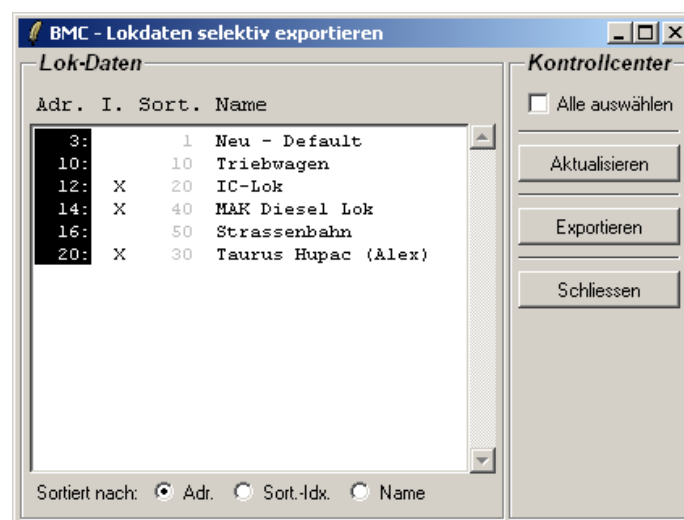 BMC - Lokdaten selektiv exportieren
Lok-Daten
Adr. I. Sort. Name
3: 1 Neu - Default
10: 10 Triebwagen
12: X 20 IC-Lok
14: X 40 MAK Diesel Lok
16: 50 Strassenbahn
20: X 30 Taurus Hupac (Alex)
Sortiert nach: Adr. Sort.-Idx. Name
Kontrollcenter
Alle auswählen
Aktualisieren
Exportieren
Schliessen